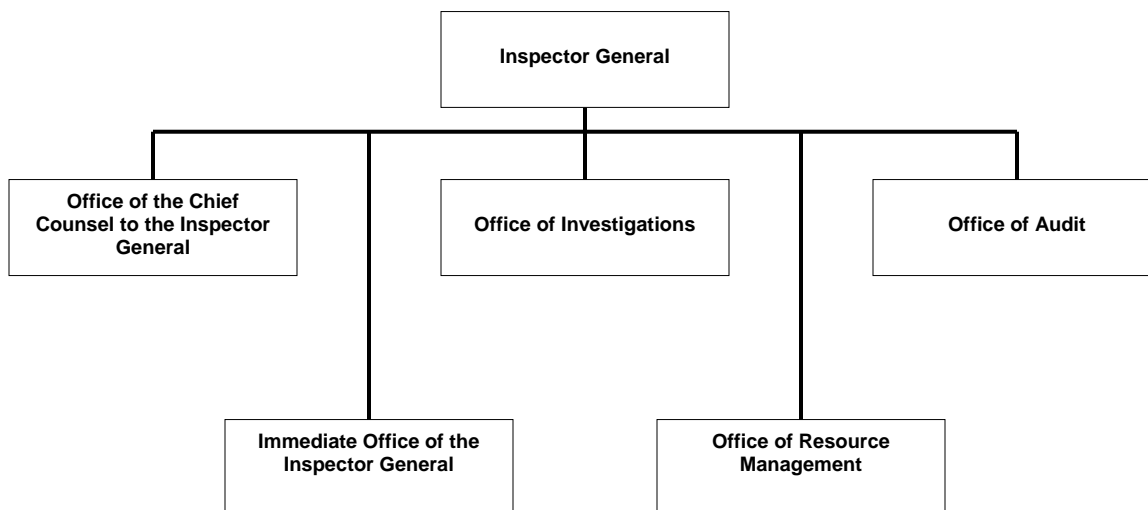 Inspector General
Office of the Chief
Counsel to the Inspector
General
Office of Investigations
Office of Audit
Immediate Office of the
Inspector General
Office of Resource
Management